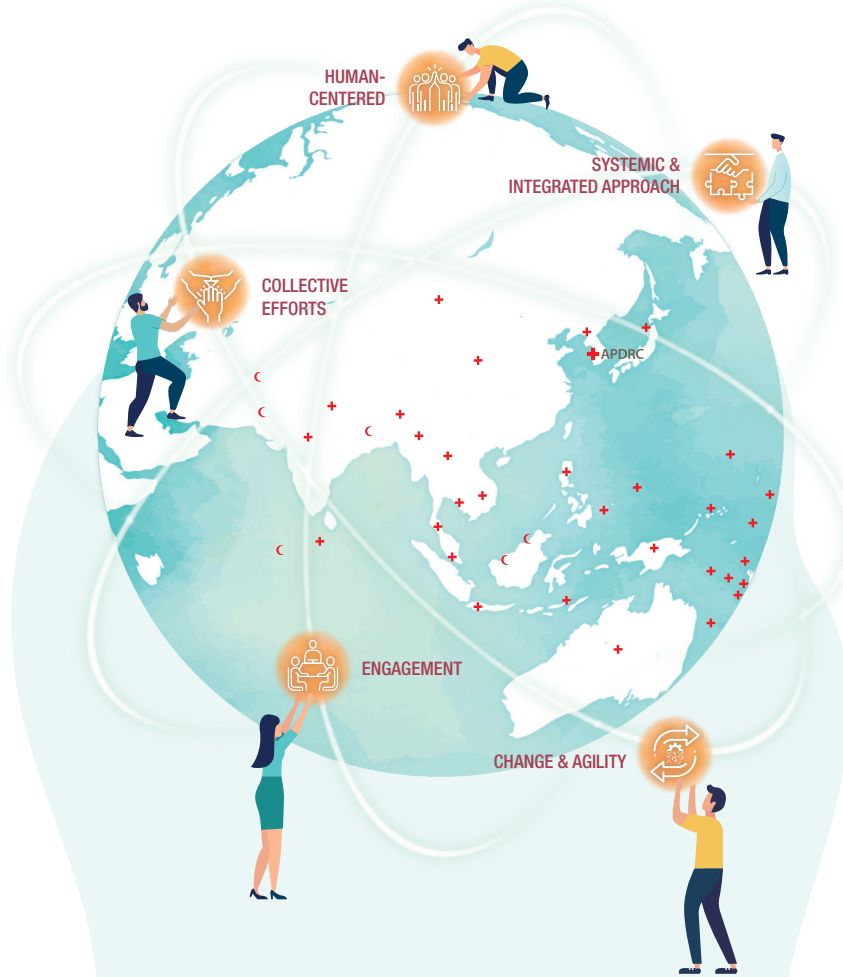 HUMAN-
CENTERED
SYSTEMIC &
INTEGRATED APPROACH
COLLECTIVE
EFFORTS
APDRC
ENGAGEMENT
CHANGE & AGILITY